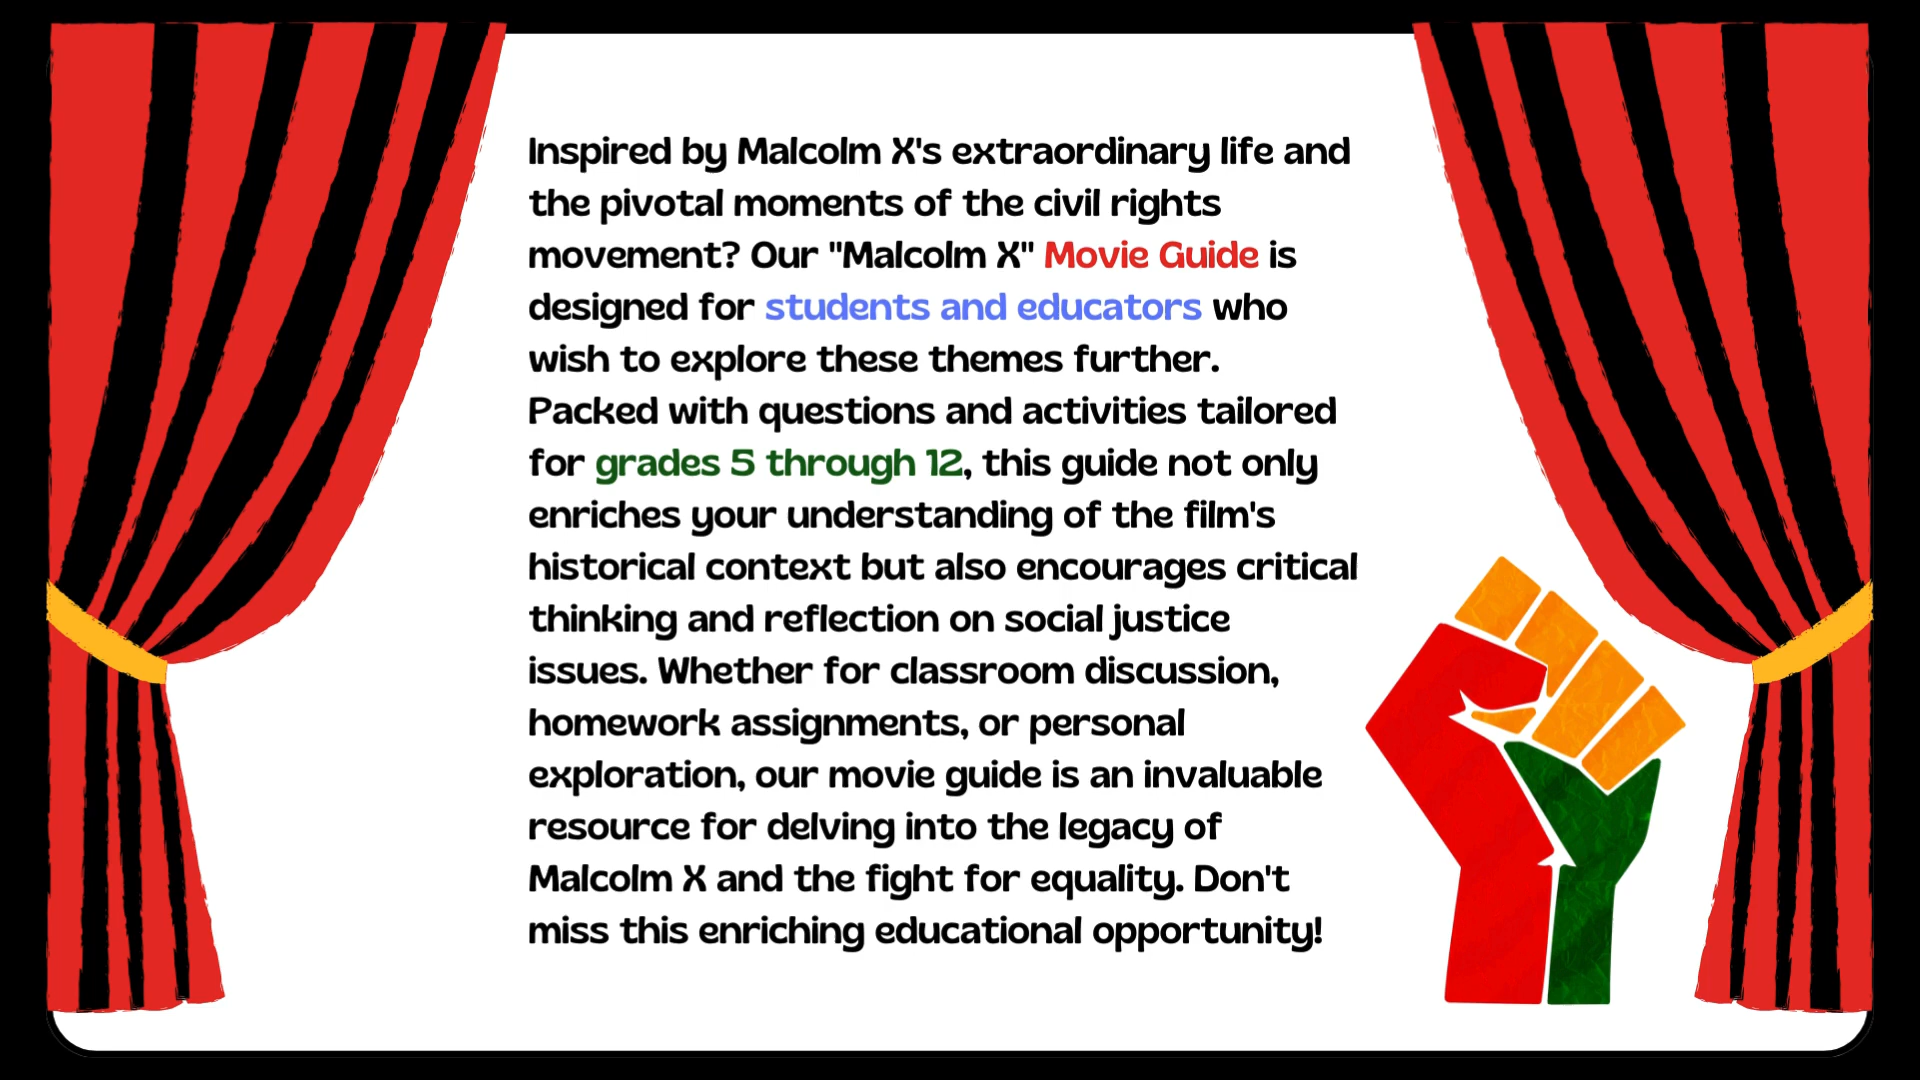 Inspired by Malcolm X's extraordinary life and
the pivotal moments of the civil rights
movement? Our "Malcolm X" Movie Guide is
designed for students and educators who
wish to explore these themes further.
Packed with questions and activities tailored
for grades 5 through 12, this guide not only
enriches your understanding of the film's
historical context but also encourages critical
thinking and reflection on social justice
issues. Whether for classroom discussion,
homework assignments, or personal
exploration, our movie guide is an invaluable
resource for delving into the legacy of
Malcolm X and the fight for equality. Don't
miss this enriching educational opportunity!